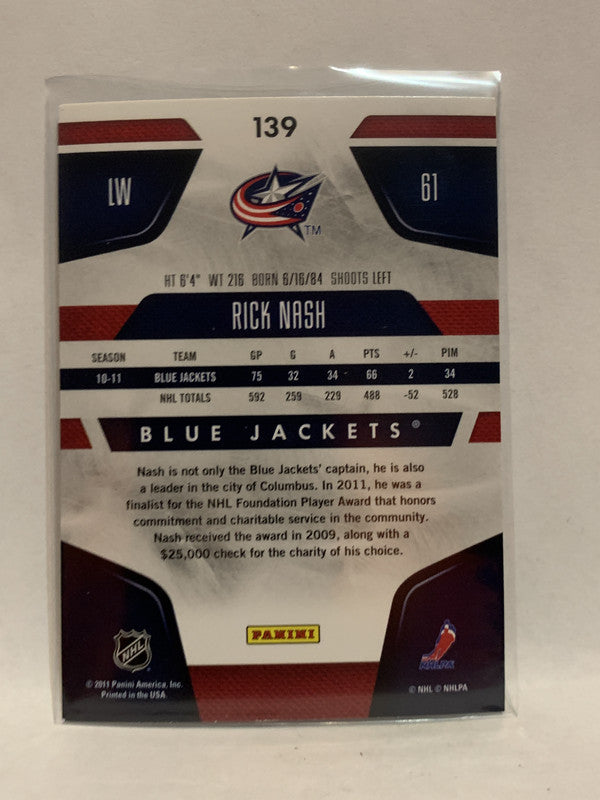 139
LW
61
TM
HT 6'4" WT 216 BORN 6/16/84 SHOOTS LEFT
RICK NASH
SEASON TEAM GP G A PTS +/- PIM
10-11 BLUE JACKETS 75 32 34 66 2 34
NHL TOTALS 592 259 229 488 -52 528
BLUE JACKETS®
Nash is not only the Blue Jackets' captain, he is also
a leader in the city of Columbus. In 2011, he was a
finalist for the NHL Foundation Player Award that honors
commitment and charitable service in the community.
Nash received the award in 2009, along with a
$25,000 check for the charity of his choice.
PANINI
NHL
NHLPA
© 2011 Panini America, Inc.
Printed in the USA
© NHL © NHLPA